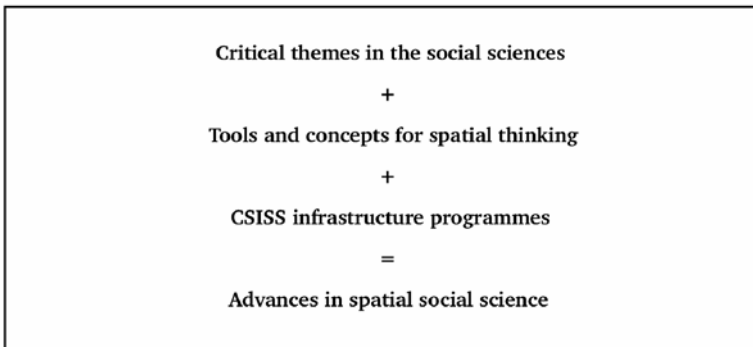 Critical themes in the social sciences
+
Tools and concepts for spatial thinking
+
CSISS infrastructure programmes
=
Advances in spatial social science